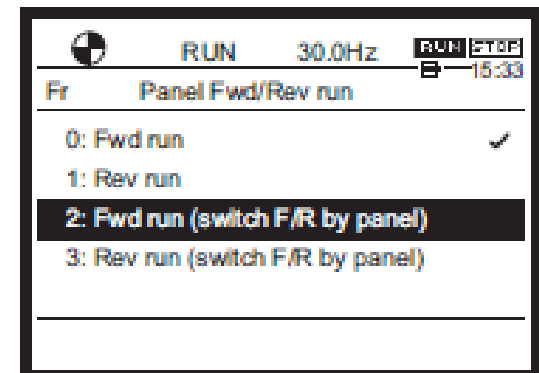 RUN 30.0Hz RUN STOP
15:33
Fr Panel Fwd/Rev run
0: Fwd run ✓
1: Rev run
2: Fwd run (switch F/R by panel)
3: Rev run (switch F/R by panel)